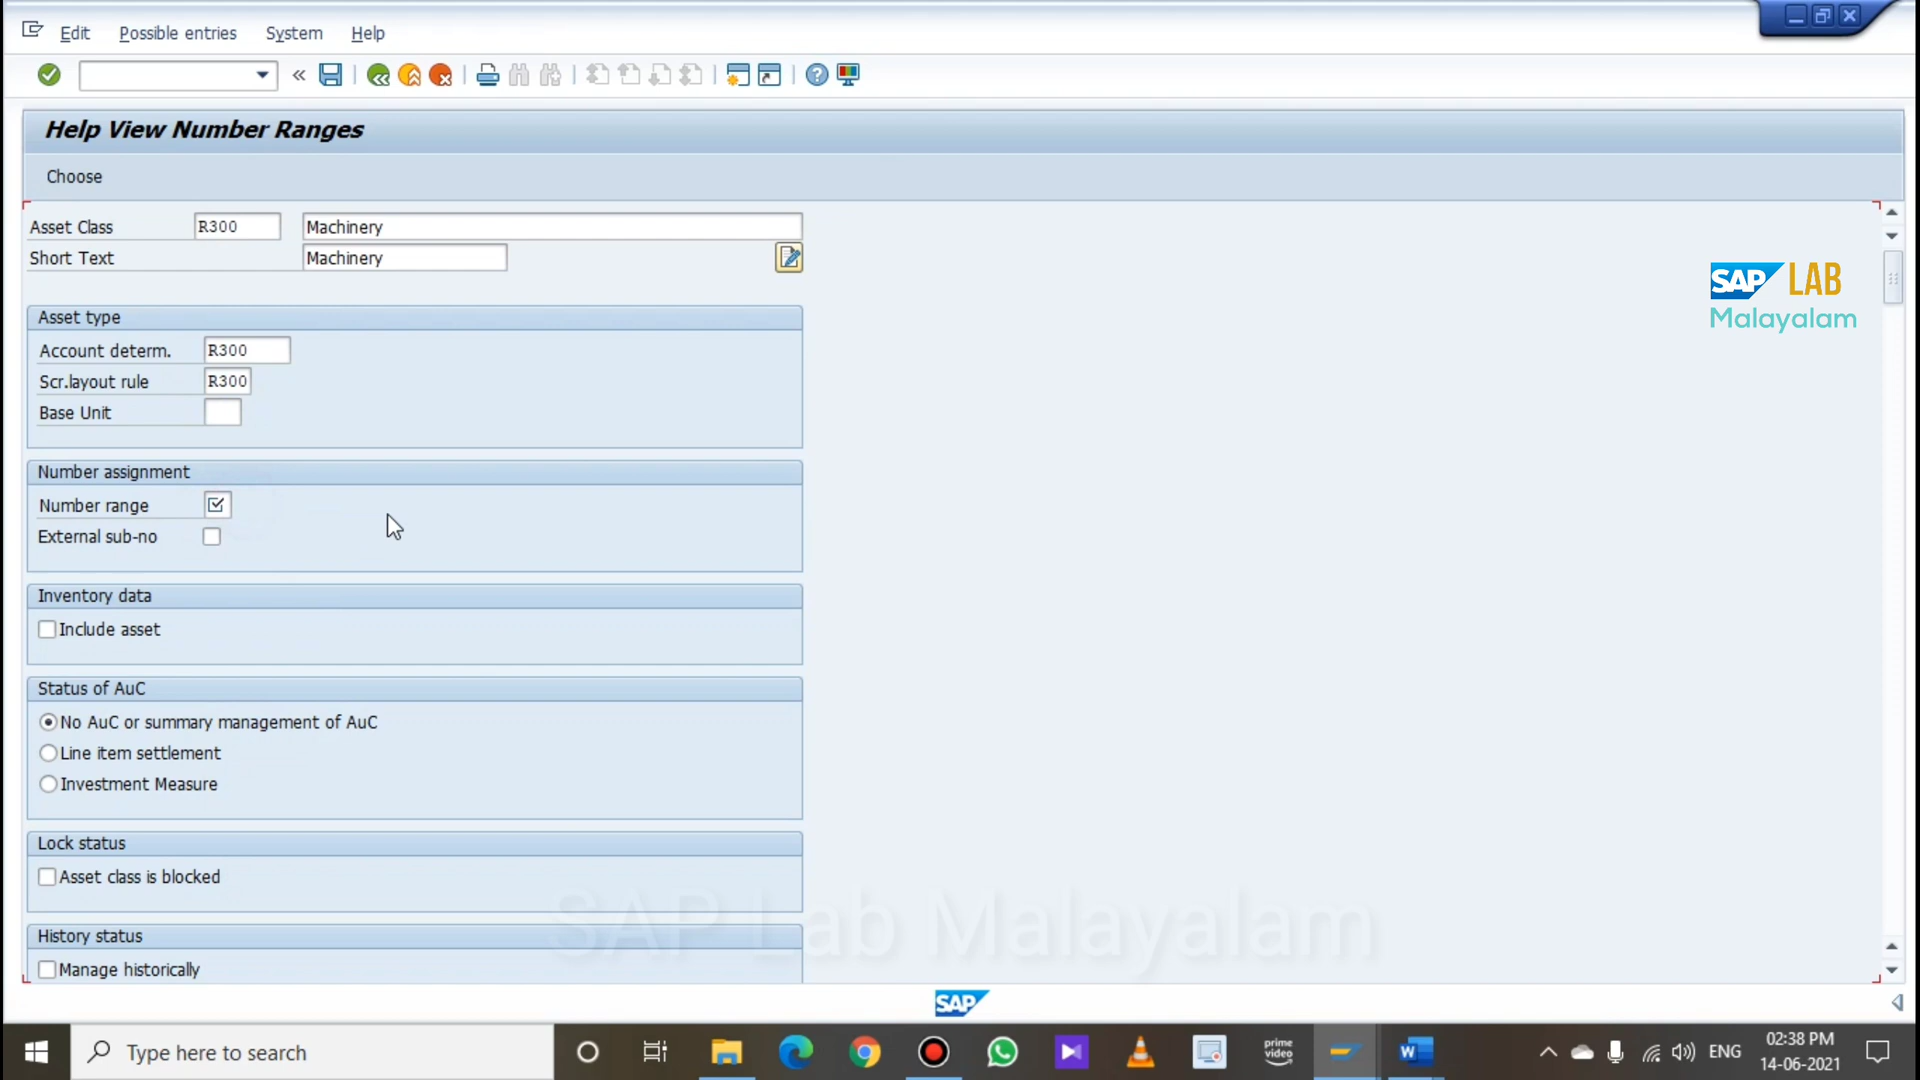 Edit Possible entries System Help
Help View Number Ranges
Choose
Asset Class R300 Machinery
Short Text Machinery
SAP LAB
Malayalam
Asset type
Account determ. R300
Scr.layout rule R300
Base Unit
Number assignment
Number range
External sub-no
Inventory data
Include asset
Status of AuC
No AuC or summary management of AuC
Line item settlement
Investment Measure
Lock status
Asset class is blocked
SAP Lab Malayalam
History status
Manage historically
SAP
Type here to search
prime video
W
ENG
02:38 PM
14-06-2021